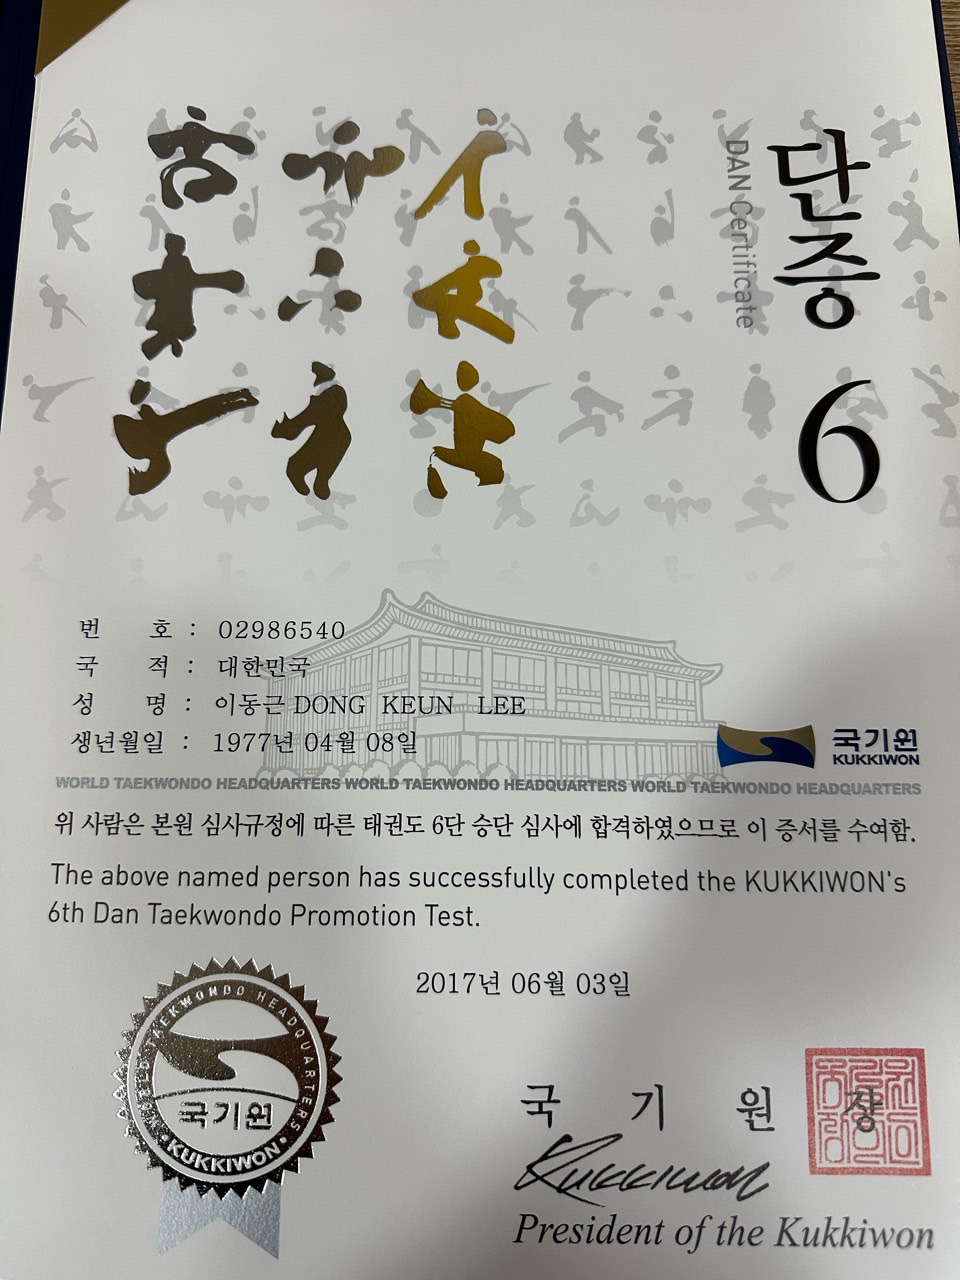 단증
DAN Certificate
6
번 호 : 02986540
국 적 : 대한민국
성 명 : 이동근 DONG KEUN LEE
생년월일 : 1977년 04월 08일
국기원
KUKKIWON
WORLD TAEKWONDO HEADQUARTERS WORLD TAEKWONDO HEADQUARTERS WORLD TAEKWONDO HEADQUARTERS
위 사람은 본원 심사규정에 따른 태권도 6단 승단 심사에 합격하였으므로 이 증서를 수여함.
The above named person has successfully completed the KUKKIWON's
6th Dan Taekwondo Promotion Test.
2017년 06월 03일
WORLD TAEKWONDO HEADQUARTERS
국기원
KUKKIWON
국 기 원 장
Kukkiwon
President of the Kukkiwon